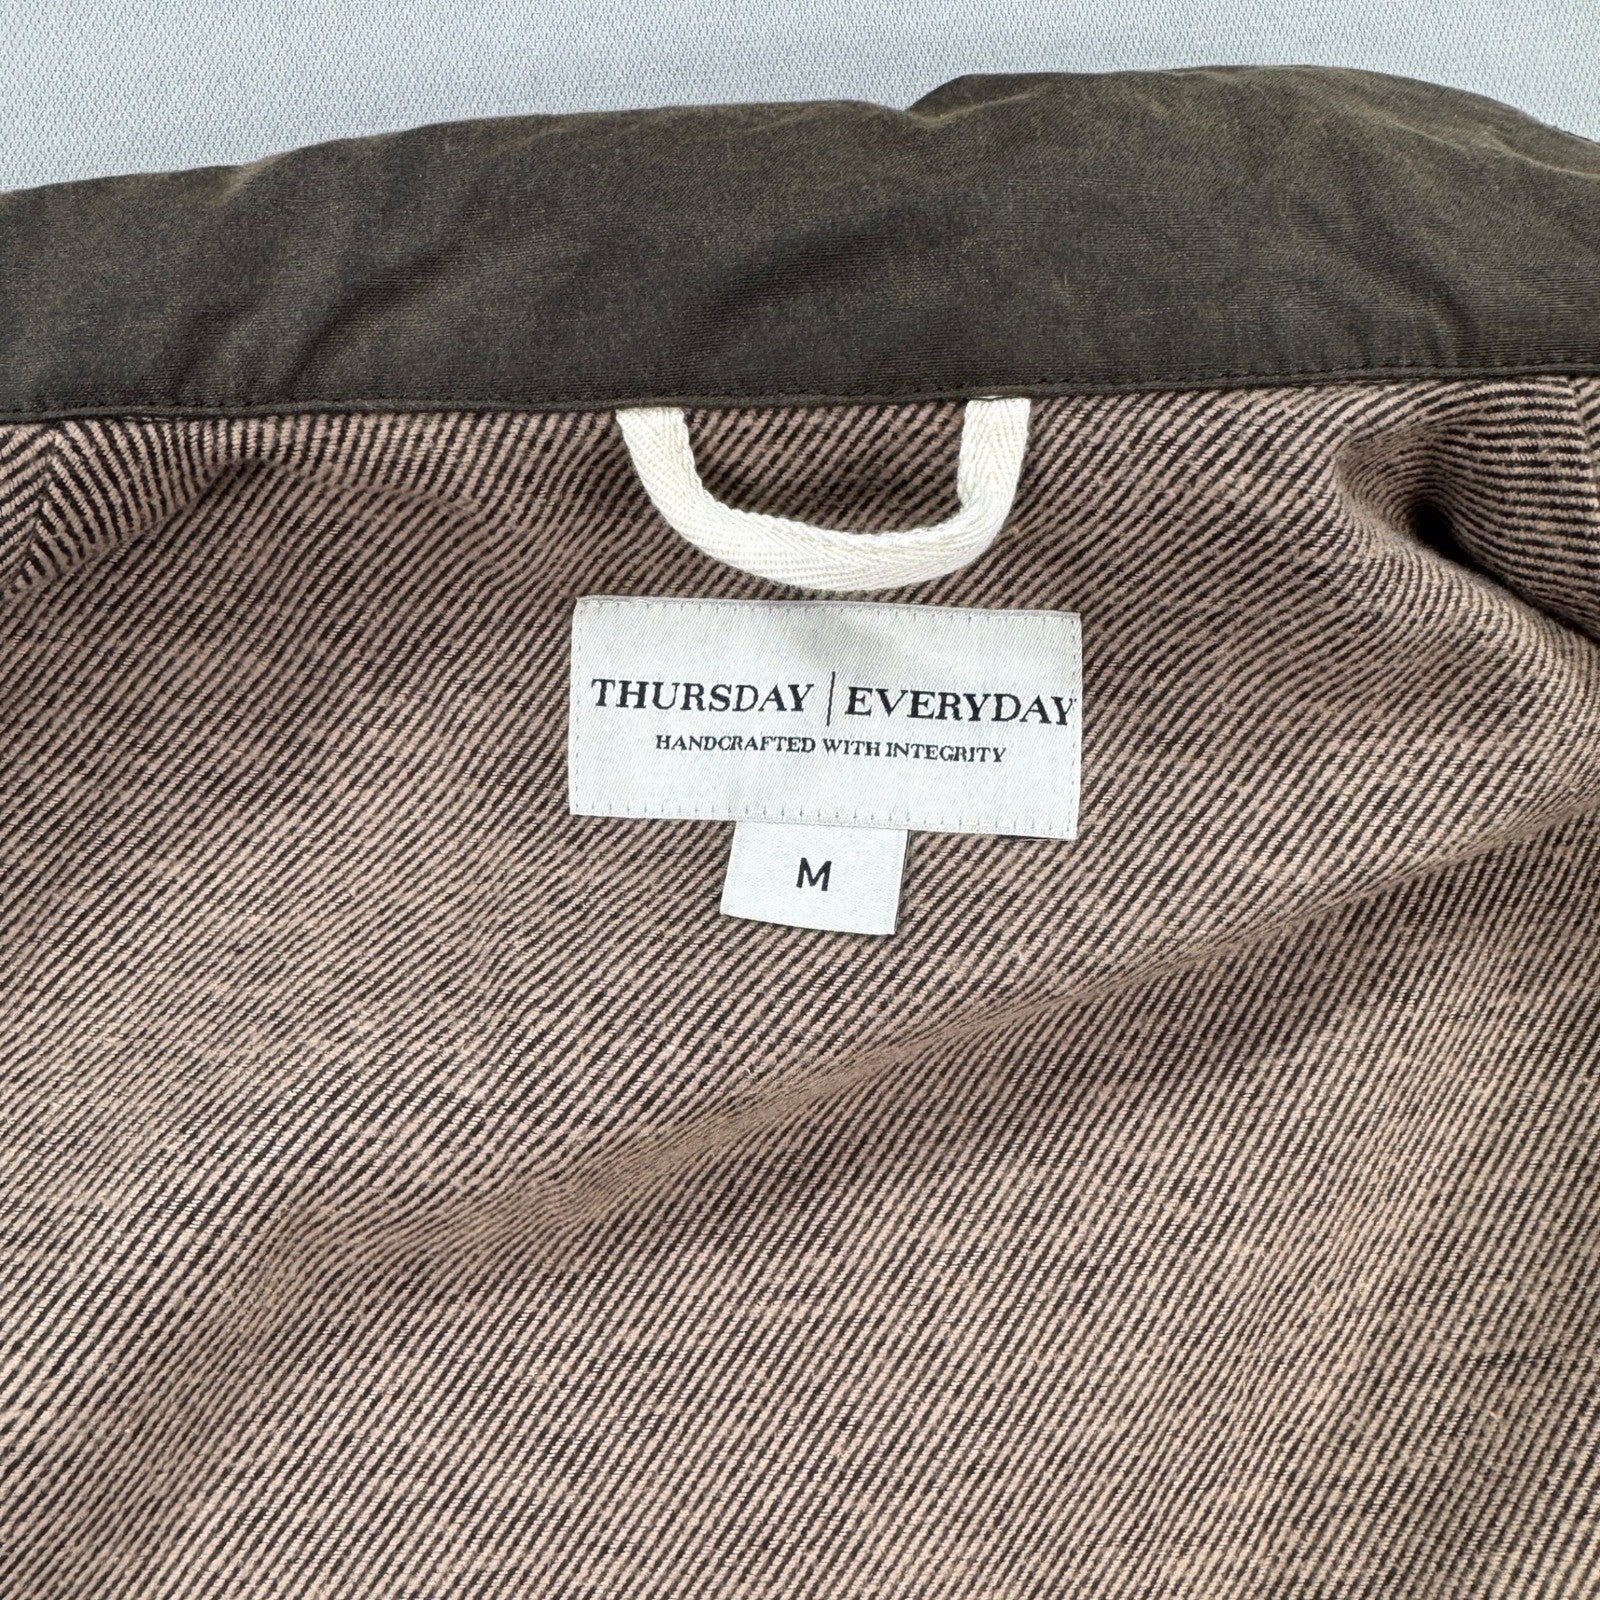 THURSDAY | EVERYDAY
HANDCRAFTED WITH INTEGRITY
M